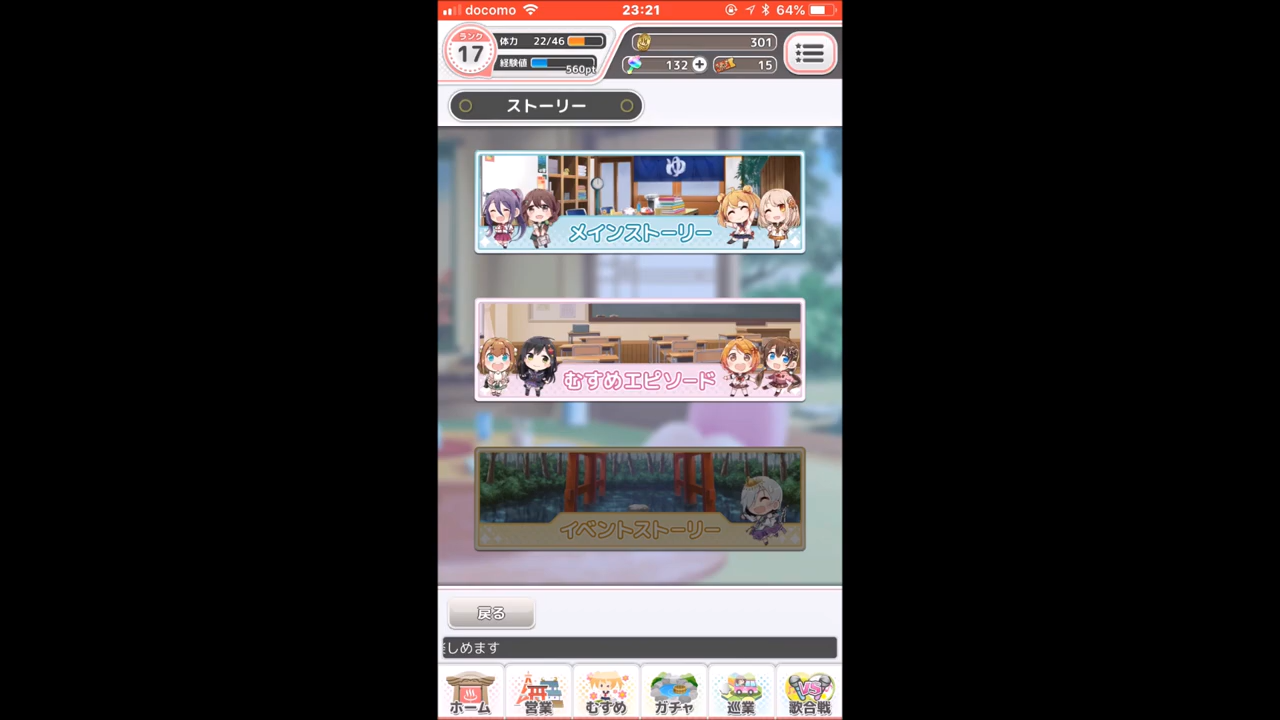 docomo 23:21 64%
ランク
17
体力 22/46
経験値 560pt
301
132
15
ストーリー
ゆ
メインストーリー
むすめエピソード
イベントストーリー
戻る
しめます
ホーム 営業 むすめ ガチャ 巡業 VS 歌合戦